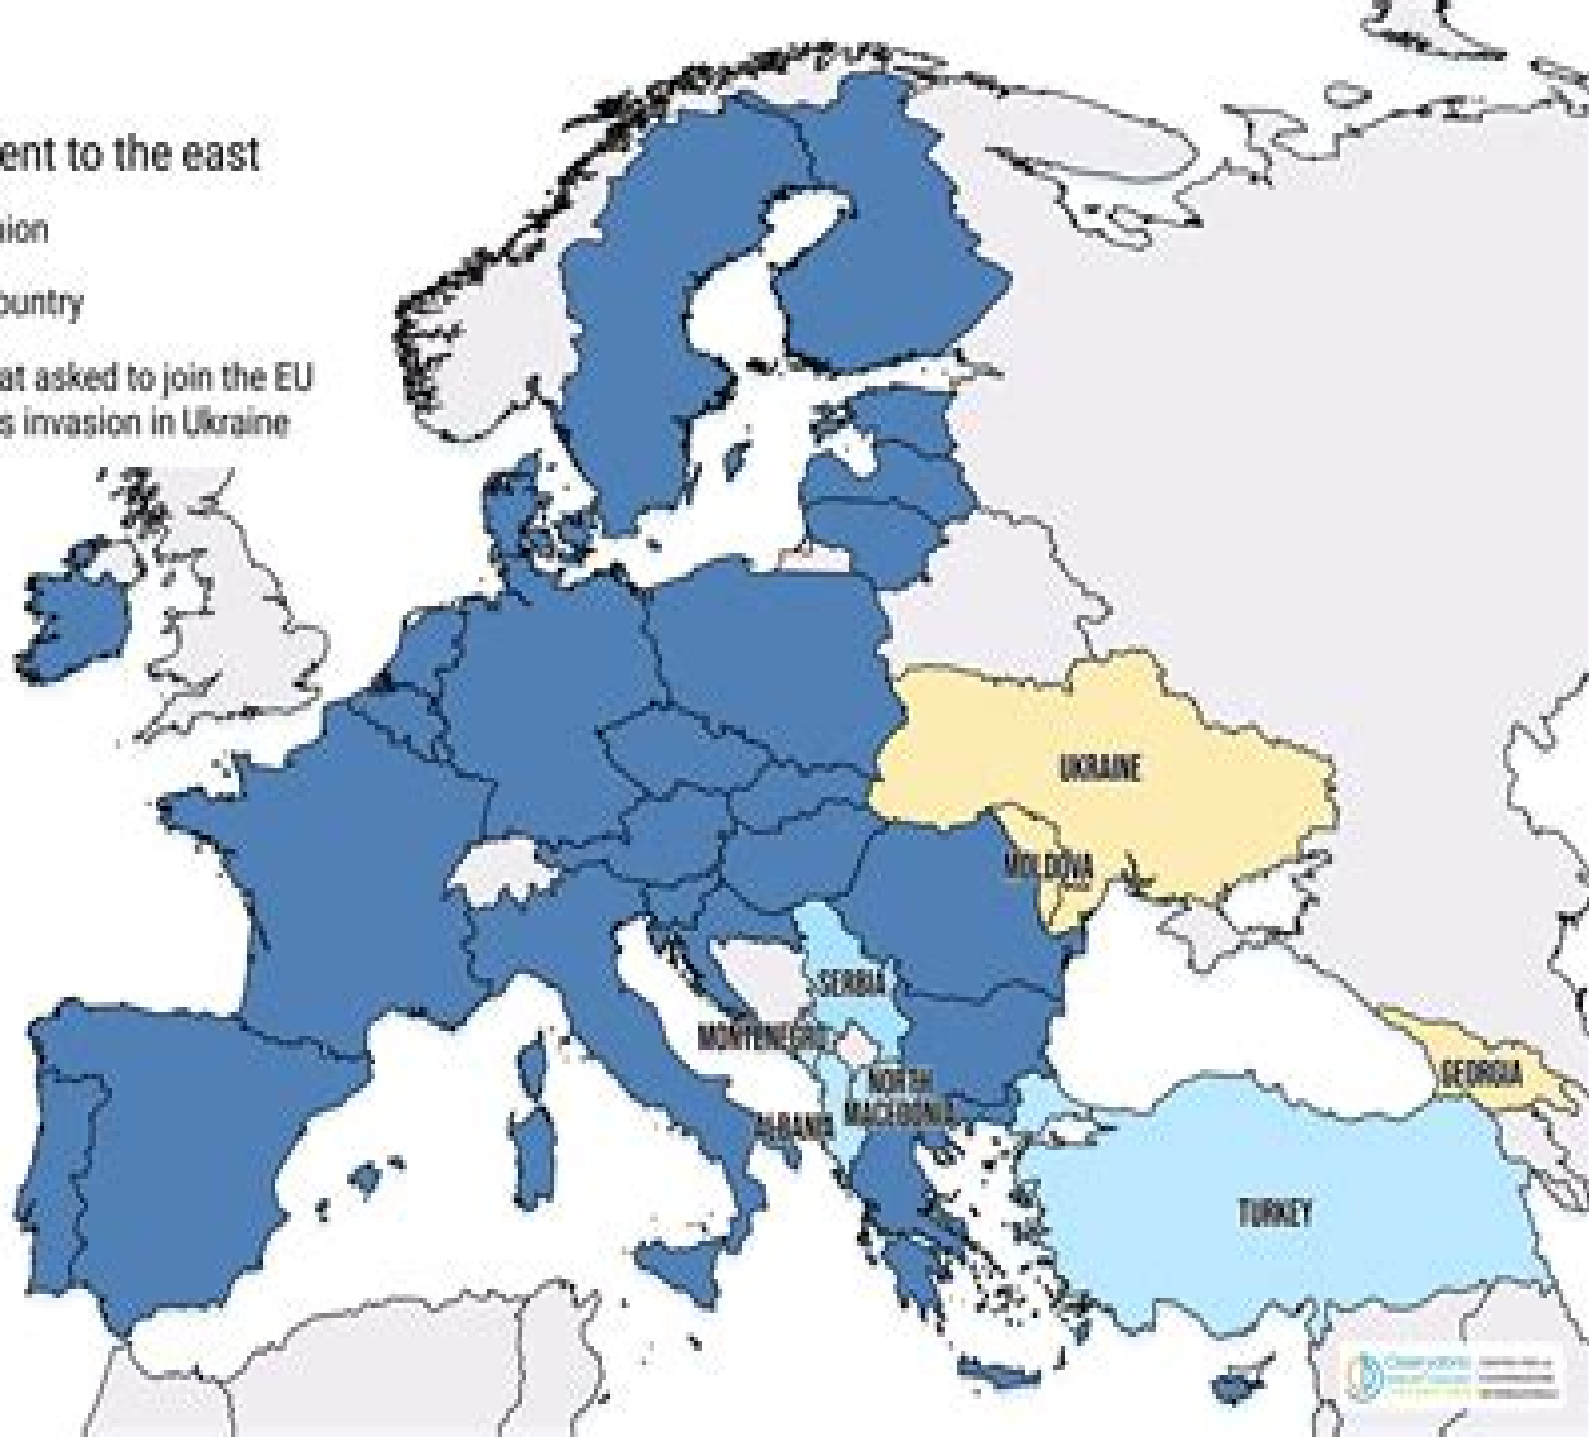 ent to the east
ion
ountry
at asked to join the EU
s invasion in Ukraine
UKRAINE
MOLDOVA
SERBIA
MONTENEGRO
NORTH
MACEDONIA
GEORGIA
ALBANIA
TURKEY